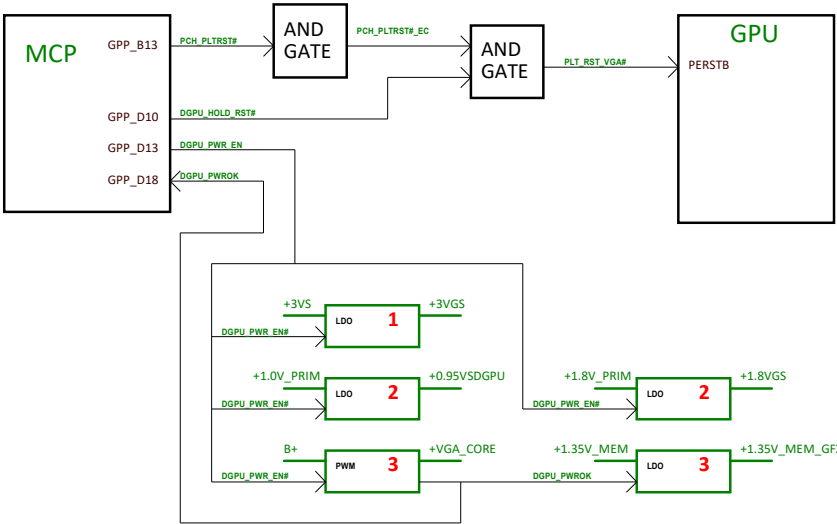 MCP
GPP_B13
PCH_PLTRST#
AND
GATE
PCH_PLTRST#_EC
AND
GATE
PLT_RST_VGA#
GPU
PERSTB
GPP_D10
DGPU_HOLD_RST#
GPP_D13
DGPU_PWR_EN
GPP_D18
DGPU_PWROK
+3VS
LDO
1
+3VGS
DGPU_PWR_EN#
+1.0V_PRIM
LDO
2
+0.95VSDGPU
DGPU_PWR_EN#
+1.8V_PRIM
LDO
2
+1.8VGS
DGPU_PWR_EN#
B+
PWM
3
+VGA_CORE
DGPU_PWR_EN#
+1.35V_MEM
LDO
3
+1.35V_MEM_GF
DGPU_PWROK